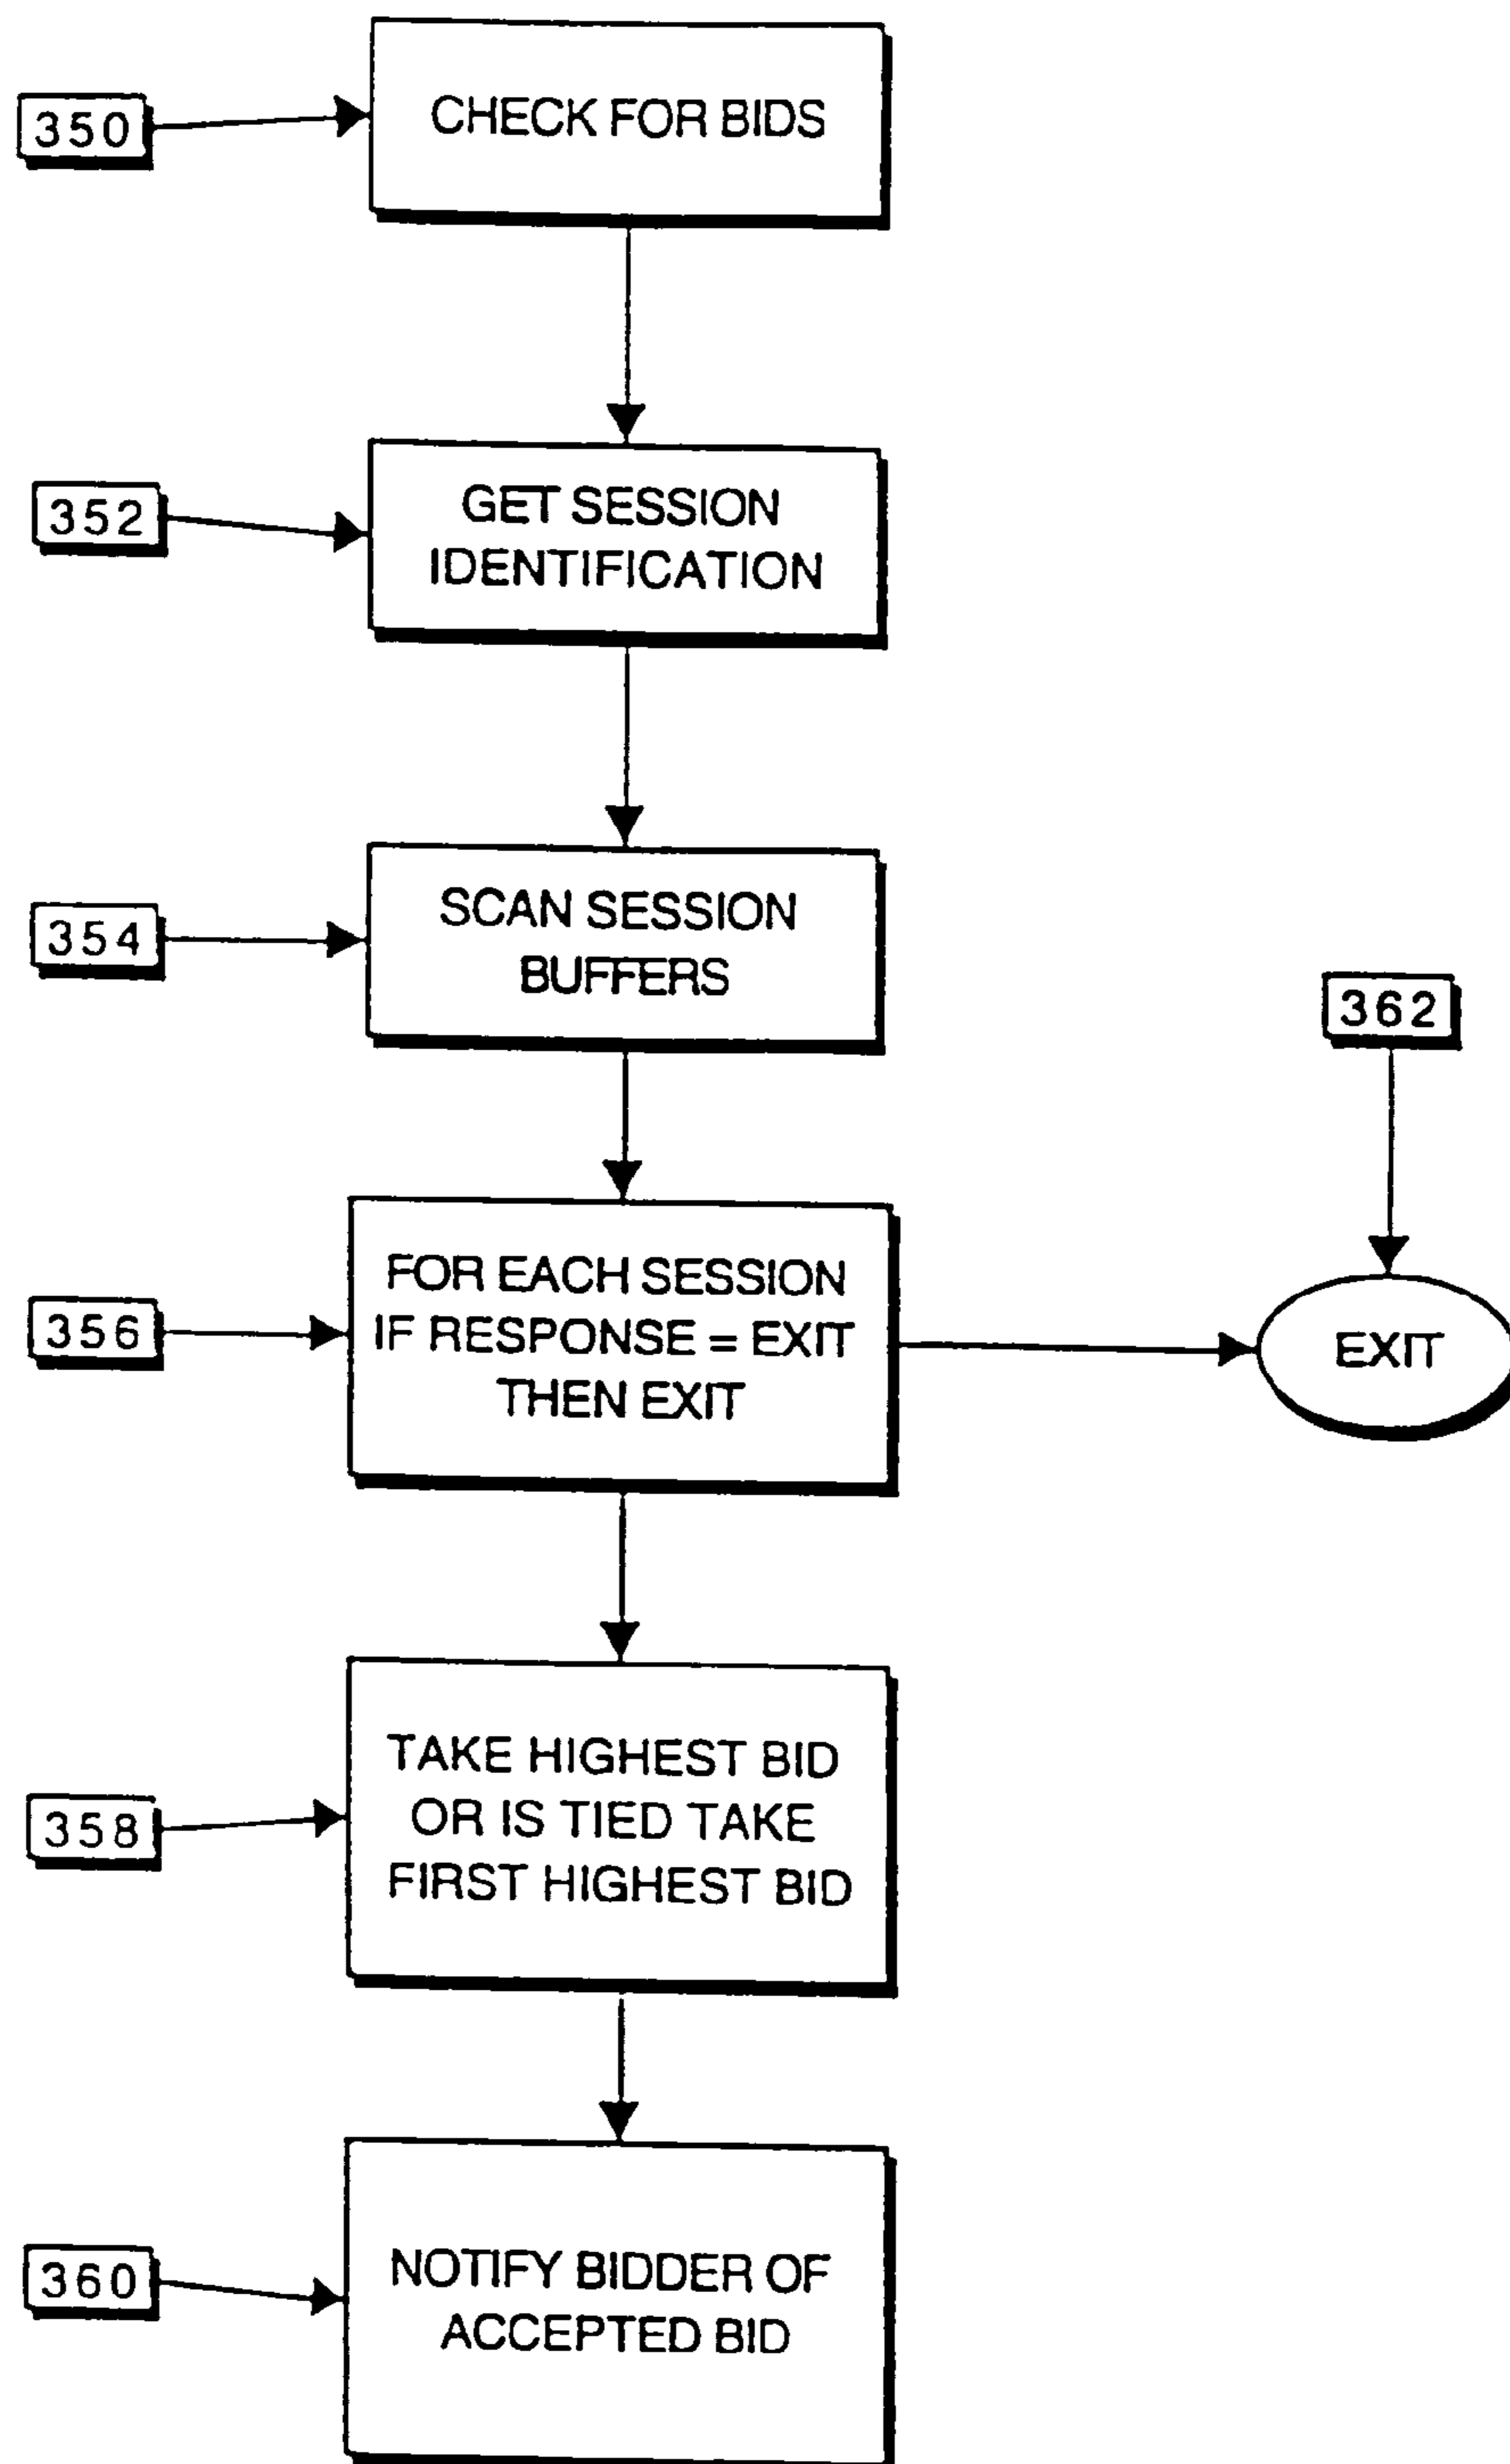 350
CHECK FOR BIDS
352
GET SESSION
IDENTIFICATION
354
SCAN SESSION
BUFFERS
362
356
FOR EACH SESSION
IF RESPONSE = EXIT
THEN EXIT
EXIT
358
TAKE HIGHEST BID
OR IS TIED TAKE
FIRST HIGHEST BID
360
NOTIFY BIDDER OF
ACCEPTED BID